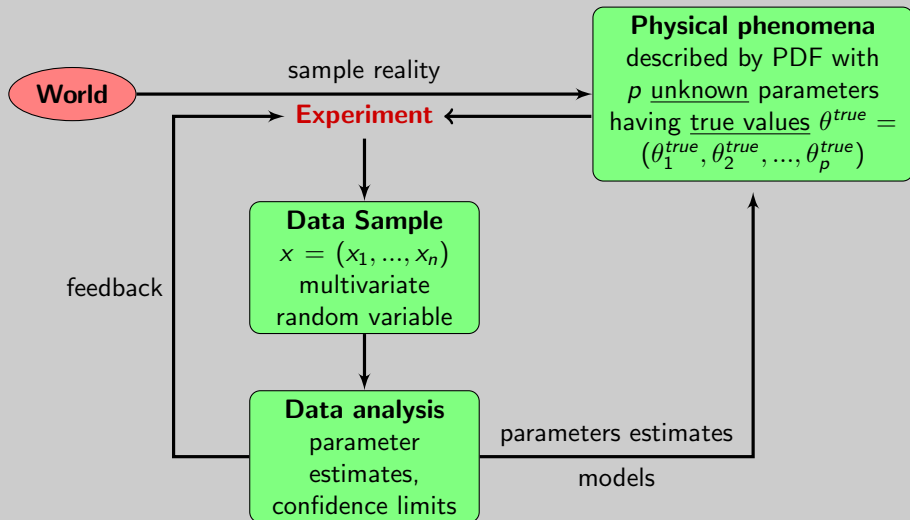 World
sample reality
Experiment
Physical phenomena
described by PDF with
p unknown parameters
having true values θ^{true} =
(θ_1^{true}, θ_2^{true}, ..., θ_p^{true})
Data Sample
x = (x_1, ..., x_n)
multivariate
random variable
feedback
Data analysis
parameter
estimates,
confidence limits
parameters estimates
models